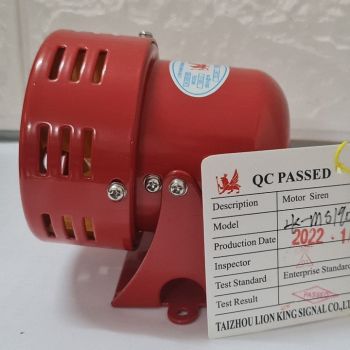 QC PASSED
Description Motor Siren
Model
Production Date 2022
Inspector
Test Standard Enterprise Standard
Test Result PASSED
TAIZHOU LION KING SIGNAL CO.,